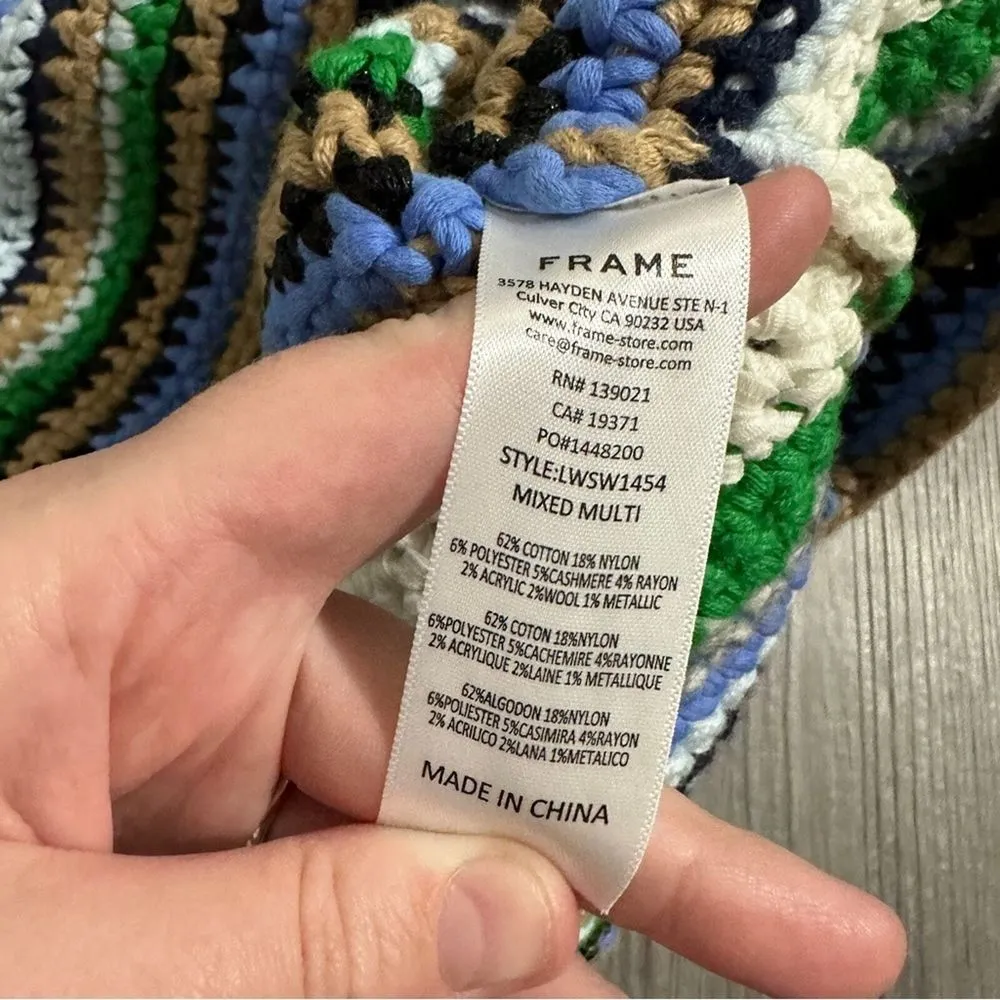 FRAME
3578 HAYDEN AVENUE STE N-1
Culver City CA 90232 USA
www.frame-store.com
care@frame-store.com
RN# 139021
CA# 19371
PO#1448200
STYLE:LWSW1454
MIXED MULTI
62% COTTON 18% NYLON
6% POLYESTER 5%CASHMERE 4% RAYON
2% ACRYLIC 2%WOOL 1% METALLIC
62% COTON 18%NYLON
6%POLYESTER 5%CACHEMIRE 4%RAYONNE
2% ACRYLIQUE 2%LAINE 1% METALLIQUE
62%ALGODON 18%NYLON
6%POLIESTER 5%CASIMIRA 4%RAYON
2% ACRILICO 2%LANA 1%METALICO
MADE IN CHINA